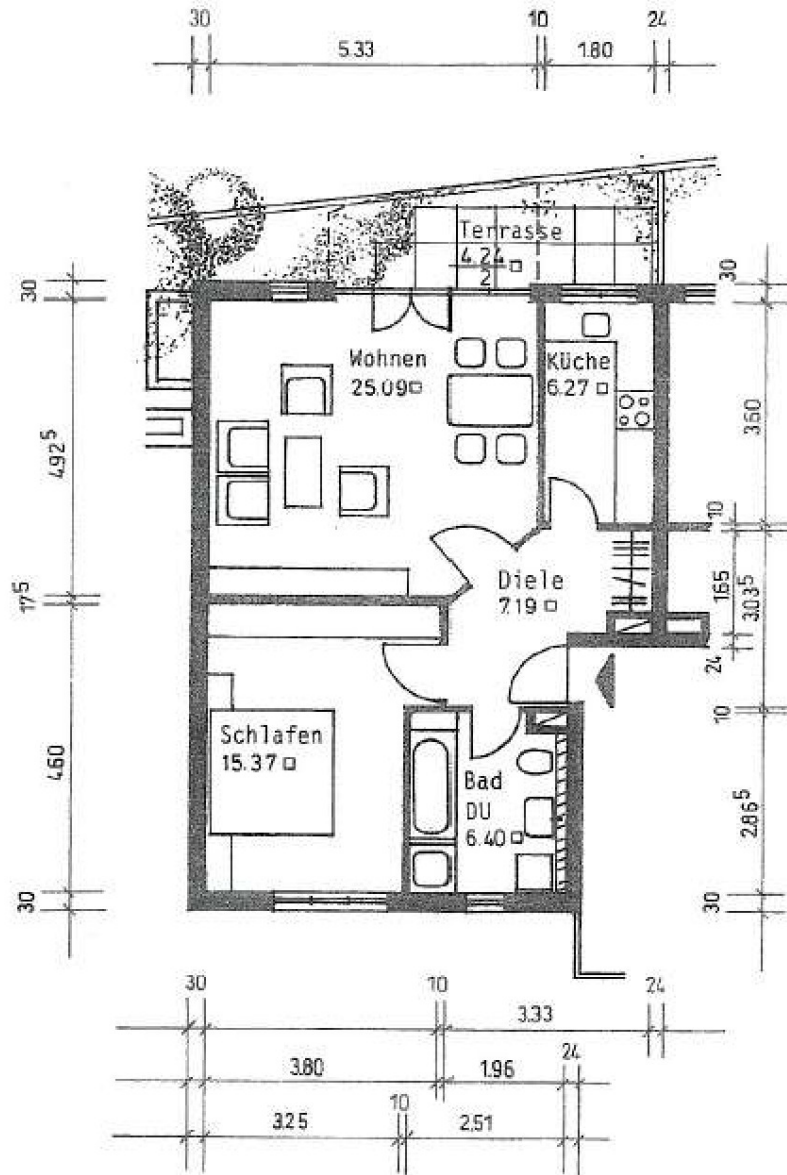 30 10 24
5.33 1.80
Terrasse
4.24
2
30
30
Wohnen
25.09
Küche
6.27
4.92⁵
3.60
10
Diele
7.19
1.65
3.03⁵
17⁵
24
10
Schlafen
15.37
4.60
Bad
DU
6.40
2.86⁵
30
30
30 10 24
3.33
3.80 1.96 24
10
3.25 2.51